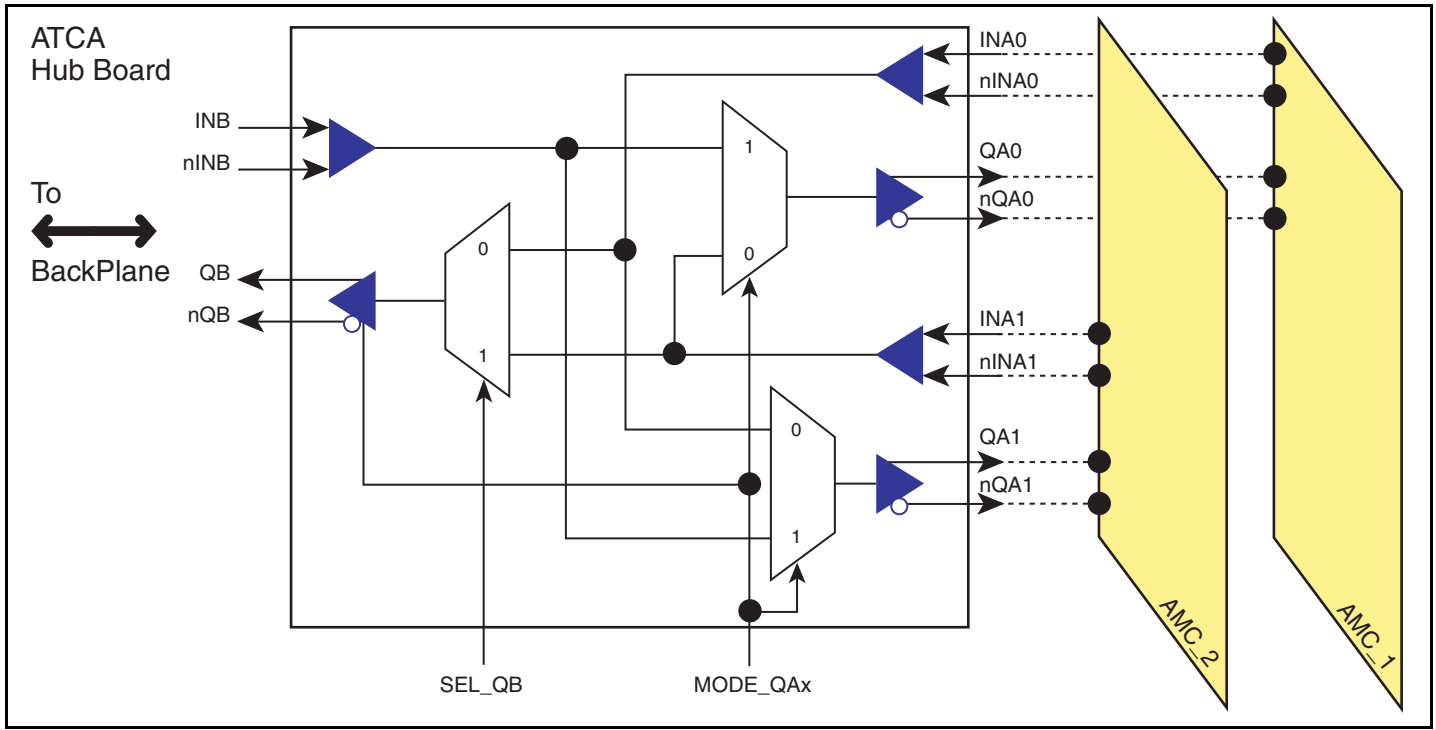 ATCA
Hub Board
INB
nINB
To
BackPlane
QB
nQB
0
1
1
0
0
1
INA0
nINA0
QA0
nQA0
INA1
nINA1
QA1
nQA1
SEL_QB
MODE_QAx
AMC_2
AMC_1